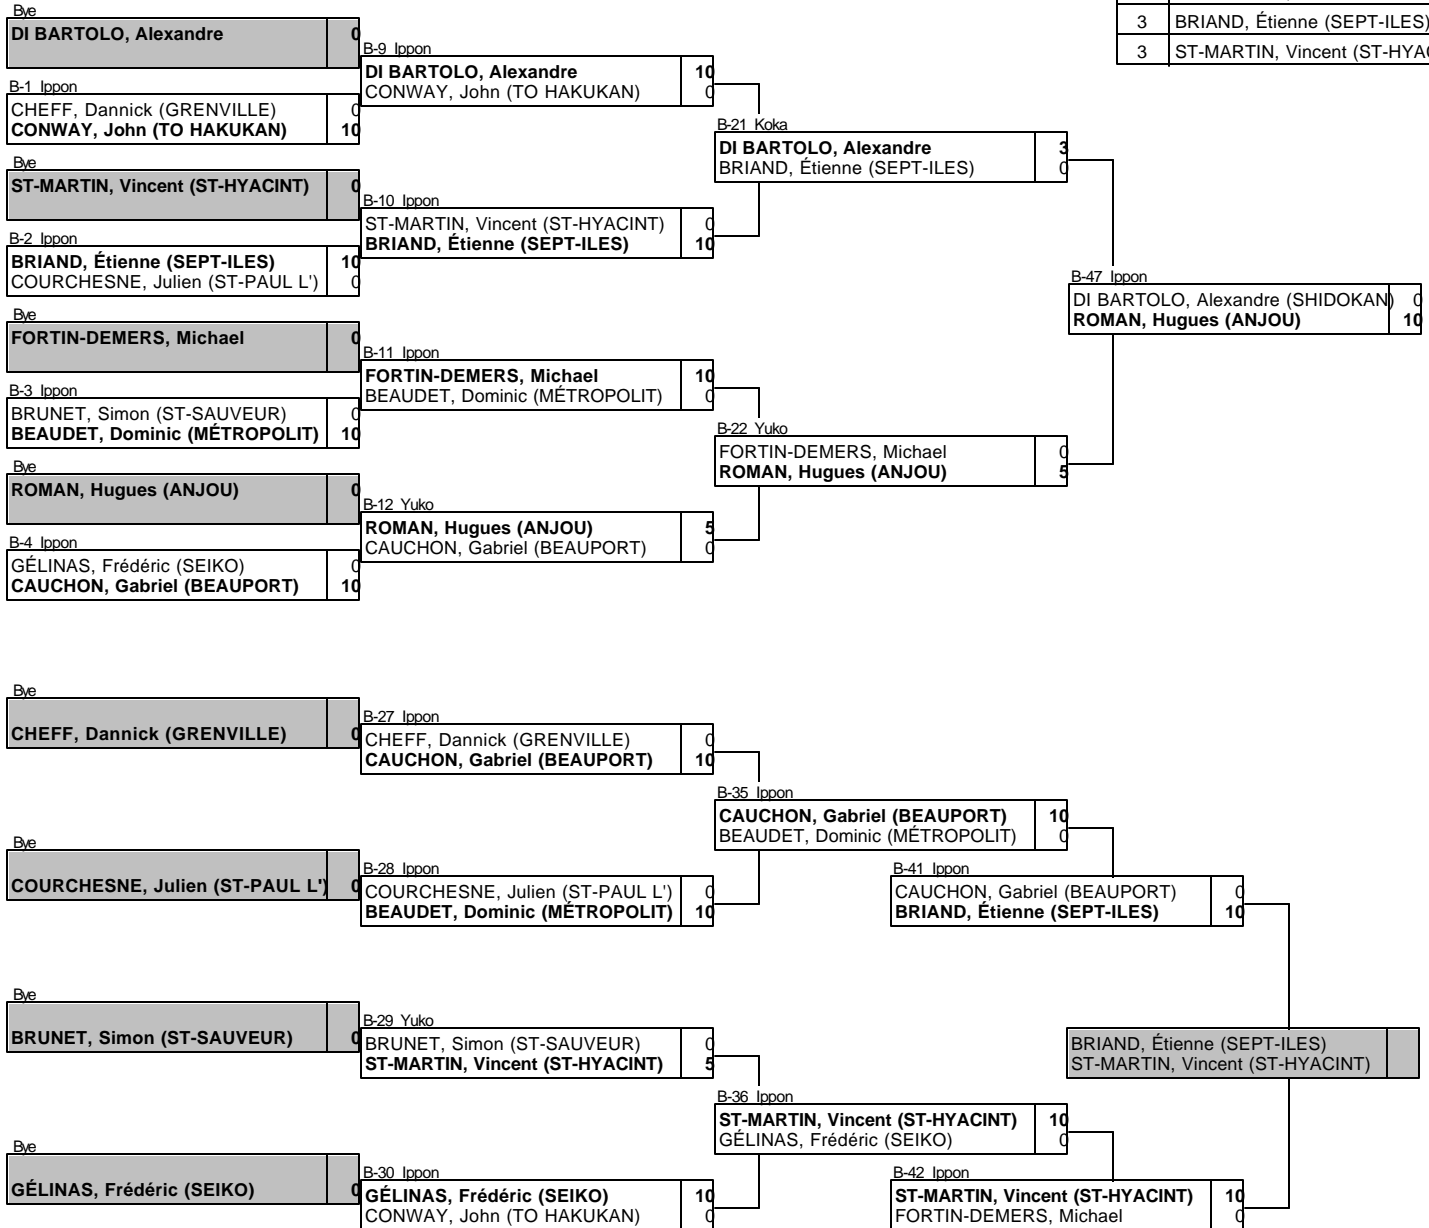 3 BRIAND, Étienne (SEPT-ILES)
3 ST-MARTIN, Vincent
Bye
DI BARTOLO, Alexandre 0
B-1 Ippon
CHEFF, Dannick (GRENVILLE) 0
CONWAY, John (TO HAKUKAN) 10
Bye
ST-MARTIN, Vincent (ST-HYACINT) 0
B-2 Ippon
BRIAND, Étienne (SEPT-ILES) 10
COURCHESNE, Julien (ST-PAUL L') 0
Bye
FORTIN-DEMERS, Michael 0
B-3 Ippon
BRUNET, Simon (ST-SAUVEUR) 0
BEAUDET, Dominic (MÉTROPOLIT) 10
Bye
ROMAN, Hugues (ANJOU) 0
B-4 Ippon
GÉLINAS, Frédéric (SEIKO) 0
CAUCHON, Gabriel (BEAUPORT) 10
B-9 Ippon
DI BARTOLO, Alexandre 10
CONWAY, John (TO HAKUKAN) 0
B-10 Ippon
ST-MARTIN, Vincent (ST-HYACINT) 0
BRIAND, Étienne (SEPT-ILES) 10
B-11 Ippon
FORTIN-DEMERS, Michael 10
BEAUDET, Dominic (MÉTROPOLIT) 0
B-12 Yuko
ROMAN, Hugues (ANJOU) 5
CAUCHON, Gabriel (BEAUPORT) 0
B-21 Koka
DI BARTOLO, Alexandre 3
BRIAND, Étienne (SEPT-ILES) 0
B-22 Yuko
FORTIN-DEMERS, Michael 0
ROMAN, Hugues (ANJOU) 5
B-47 Ippon
DI BARTOLO, Alexandre (SHIDOKAN) 0
ROMAN, Hugues (ANJOU) 10
Bye
CHEFF, Dannick (GRENVILLE) 0
Bye
COURCHESNE, Julien (ST-PAUL L') 0
Bye
BRUNET, Simon (ST-SAUVEUR) 0
Bye
GÉLINAS, Frédéric (SEIKO) 0
B-27 Ippon
CHEFF, Dannick (GRENVILLE) 0
CAUCHON, Gabriel (BEAUPORT) 10
B-28 Ippon
COURCHESNE, Julien (ST-PAUL L') 0
BEAUDET, Dominic (MÉTROPOLIT) 10
B-29 Yuko
BRUNET, Simon (ST-SAUVEUR) 0
ST-MARTIN, Vincent (ST-HYACINT) 5
B-30 Ippon
GÉLINAS, Frédéric (SEIKO) 10
CONWAY, John (TO HAKUKAN) 0
B-35 Ippon
CAUCHON, Gabriel (BEAUPORT) 10
BEAUDET, Dominic (MÉTROPOLIT) 0
B-36 Ippon
ST-MARTIN, Vincent (ST-HYACINT) 10
GÉLINAS, Frédéric (SEIKO) 0
B-41 Ippon
CAUCHON, Gabriel (BEAUPORT) 0
BRIAND, Étienne (SEPT-ILES) 10
B-42 Ippon
ST-MARTIN, Vincent (ST-HYACINT) 10
FORTIN-DEMERS, Michael 0
BRIAND, Étienne (SEPT-ILES)
ST-MARTIN, Vincent (ST-HYACINT)